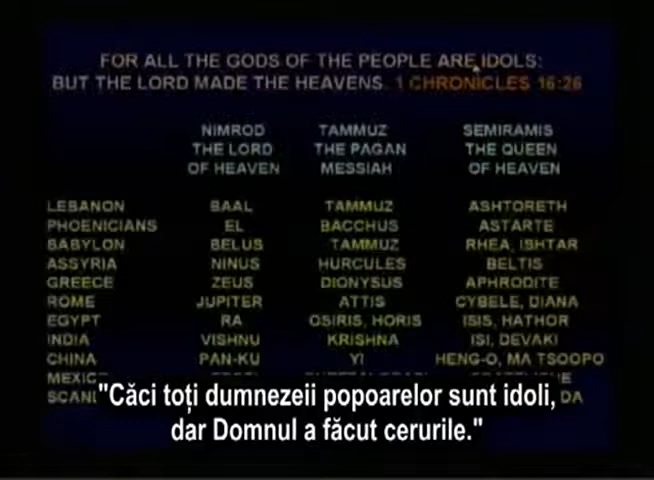 FOR ALL THE GODS OF THE PEOPLE ARE IDOLS:
BUT THE LORD MADE THE HEAVENS. 1 CHRONICLES 16:26
NIMROD TAMMUZ SEMIRAMIS
THE LORD THE PAGAN THE QUEEN
OF HEAVEN MESSIAH OF HEAVEN
LEBANON BAAL TAMMUZ ASHTORETH
PHOENICIANS EL BACCHUS ASTARTE
BABYLON BELUS TAMMUZ RHEA, ISHTAR
ASSYRIA NINUS HURCULES BELTIS
GREECE ZEUS DIONYSUS APHRODITE
ROME JUPITER ATTIS CYBELE, DIANA
EGYPT RA OSIRIS, HORIS ISIS, HATHOR
INDIA VISHNU KRISHNA ISI, DEVAKI
CHINA PAN-KU YI HENG-O, MA TSOOPO
"Căci toți dumnezeii popoarelor sunt idoli,
dar Domnul a făcut cerurile."